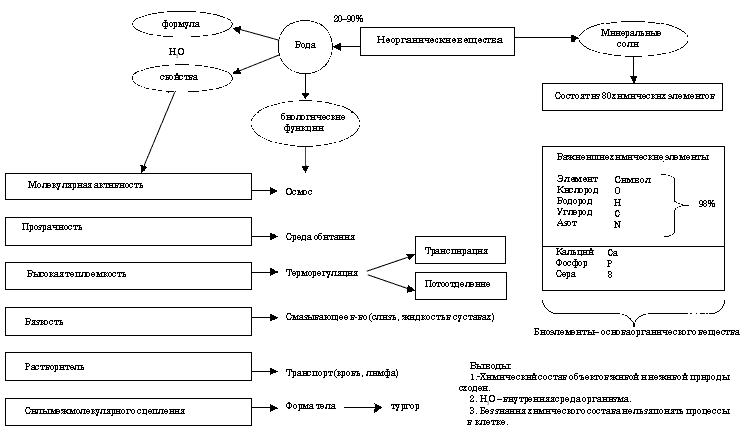 формула
20–90%
Вода
Неорганические вещества
Минеральные
соли
H₂O
свойства
Состоят из 80 химических элементов
биологические
функции
Важнейшие химические элементы
Элемент Символ
Кислород O
Водород H
Углерод C
Азот N
98%
Кальций Ca
Фосфор P
Сера S
Биоэлементы – основа органического вещества
Молекулярная активность
Осмос
Прозрачность
Среда обитания
Высокая теплоемкость
Терморегуляция
Транспирация
Потоотделение
Вязкость
Смазывающее в-во (слизь, жидкость в суставах)
Растворитель
Транспорт (кровь, лимфа)
Силы межмолекулярного сцепления
Форма тела
тургор
Выводы:
1.-Химический состав объектов живой и неживой природы
сходен.
2. H₂O – внутренняя среда организма.
3. Без знания химического состава нельзя понять процессы
в клетке.